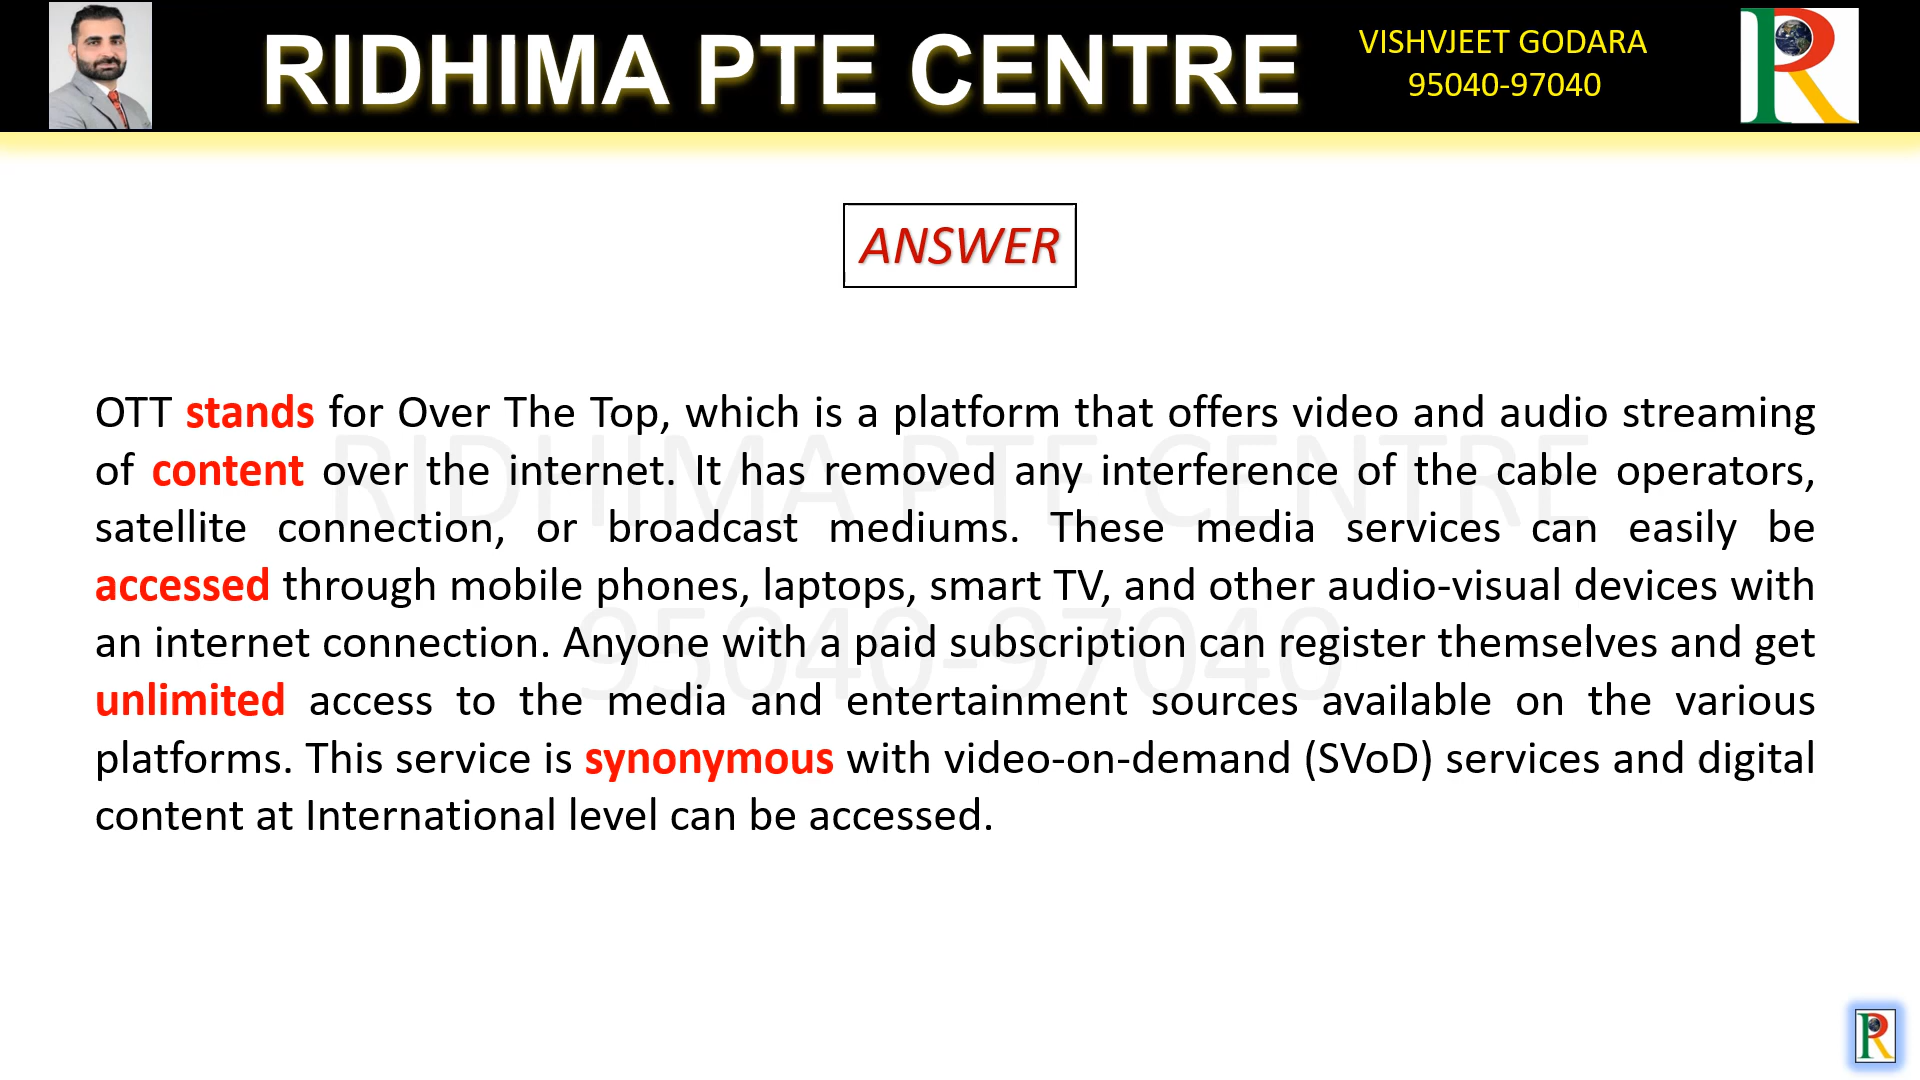 RIDHIMA PTE CENTRE
VISHVJEET GODARA
95040-97040
ANSWER
OTT stands for Over The Top, which is a platform that offers video and audio streaming
of content over the internet. It has removed any interference of the cable operators,
satellite connection, or broadcast mediums. These media services can easily be
accessed through mobile phones, laptops, smart TV, and other audio-visual devices with
an internet connection. Anyone with a paid subscription can register themselves and get
unlimited access to the media and entertainment sources available on the various
platforms. This service is synonymous with video-on-demand (SVoD) services and digital
content at International level can be accessed.
RIDHIMA PTE CENTRE
95040-97040